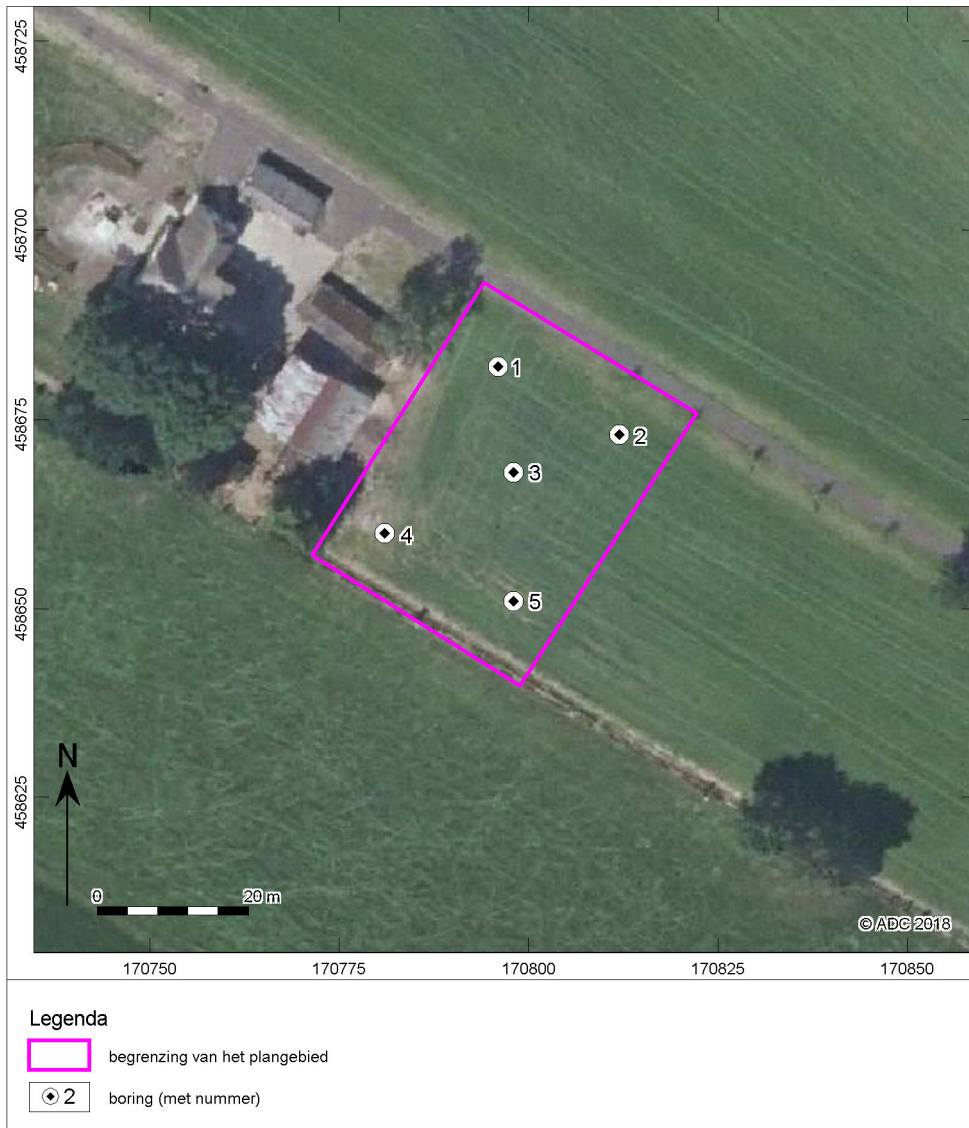 458725
458700
458675
458650
458625
1
2
3
4
5
N
0 20 m
© ADC 2018
170750 170775 170800 170825 170850
Legenda
begrenzing van het plangebied
2 boring (met nummer)